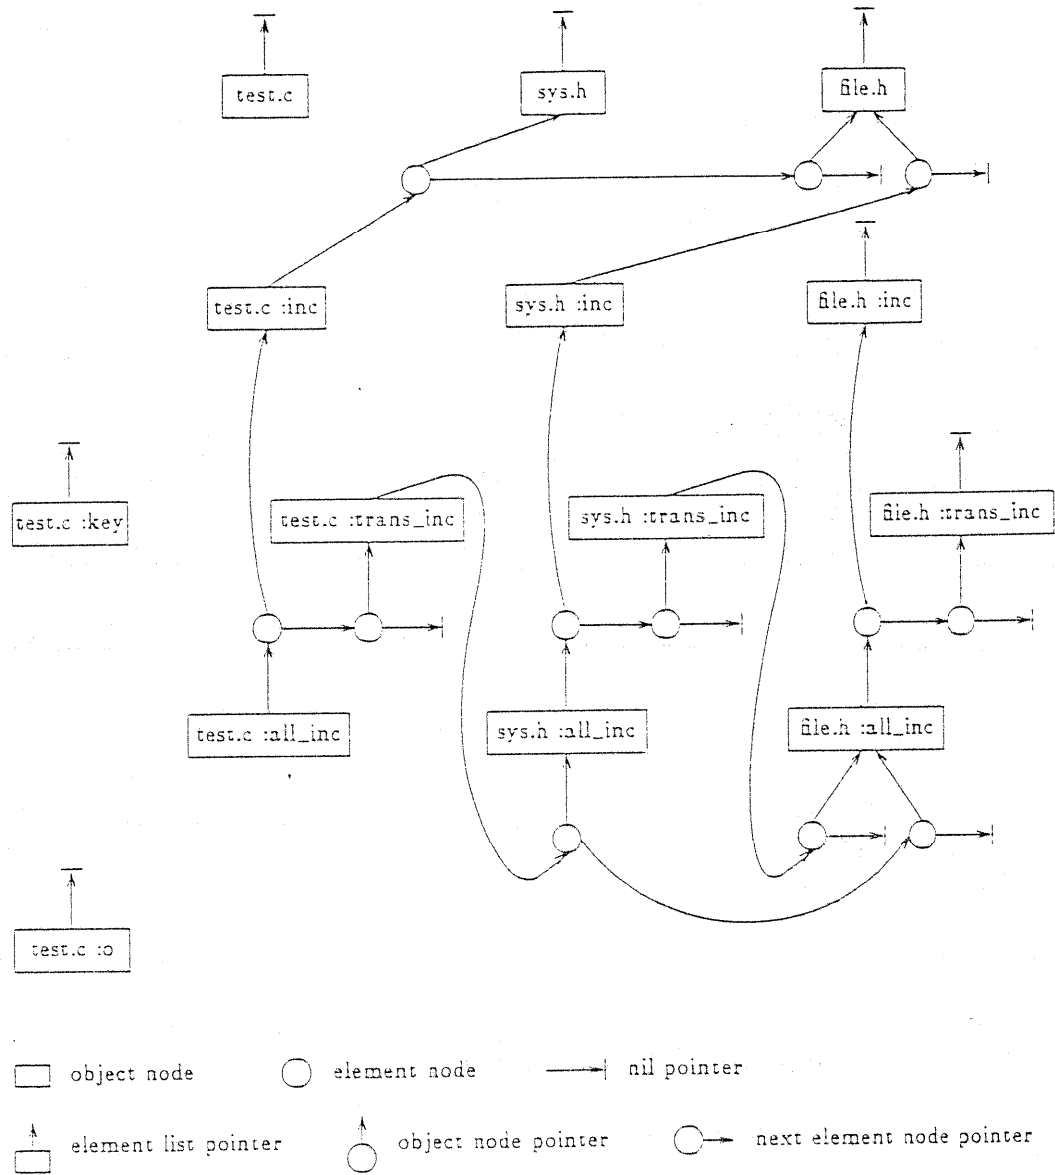 test.c
sys.h
file.h
test.c :inc
sys.h :inc
file.h :inc
test.c :key
test.c :trans_inc
sys.h :trans_inc
file.h :trans_inc
test.c :all_inc
sys.h :all_inc
file.h :all_inc
test.c :o
object node
element node
nil pointer
element list pointer
object node pointer
next element node pointer